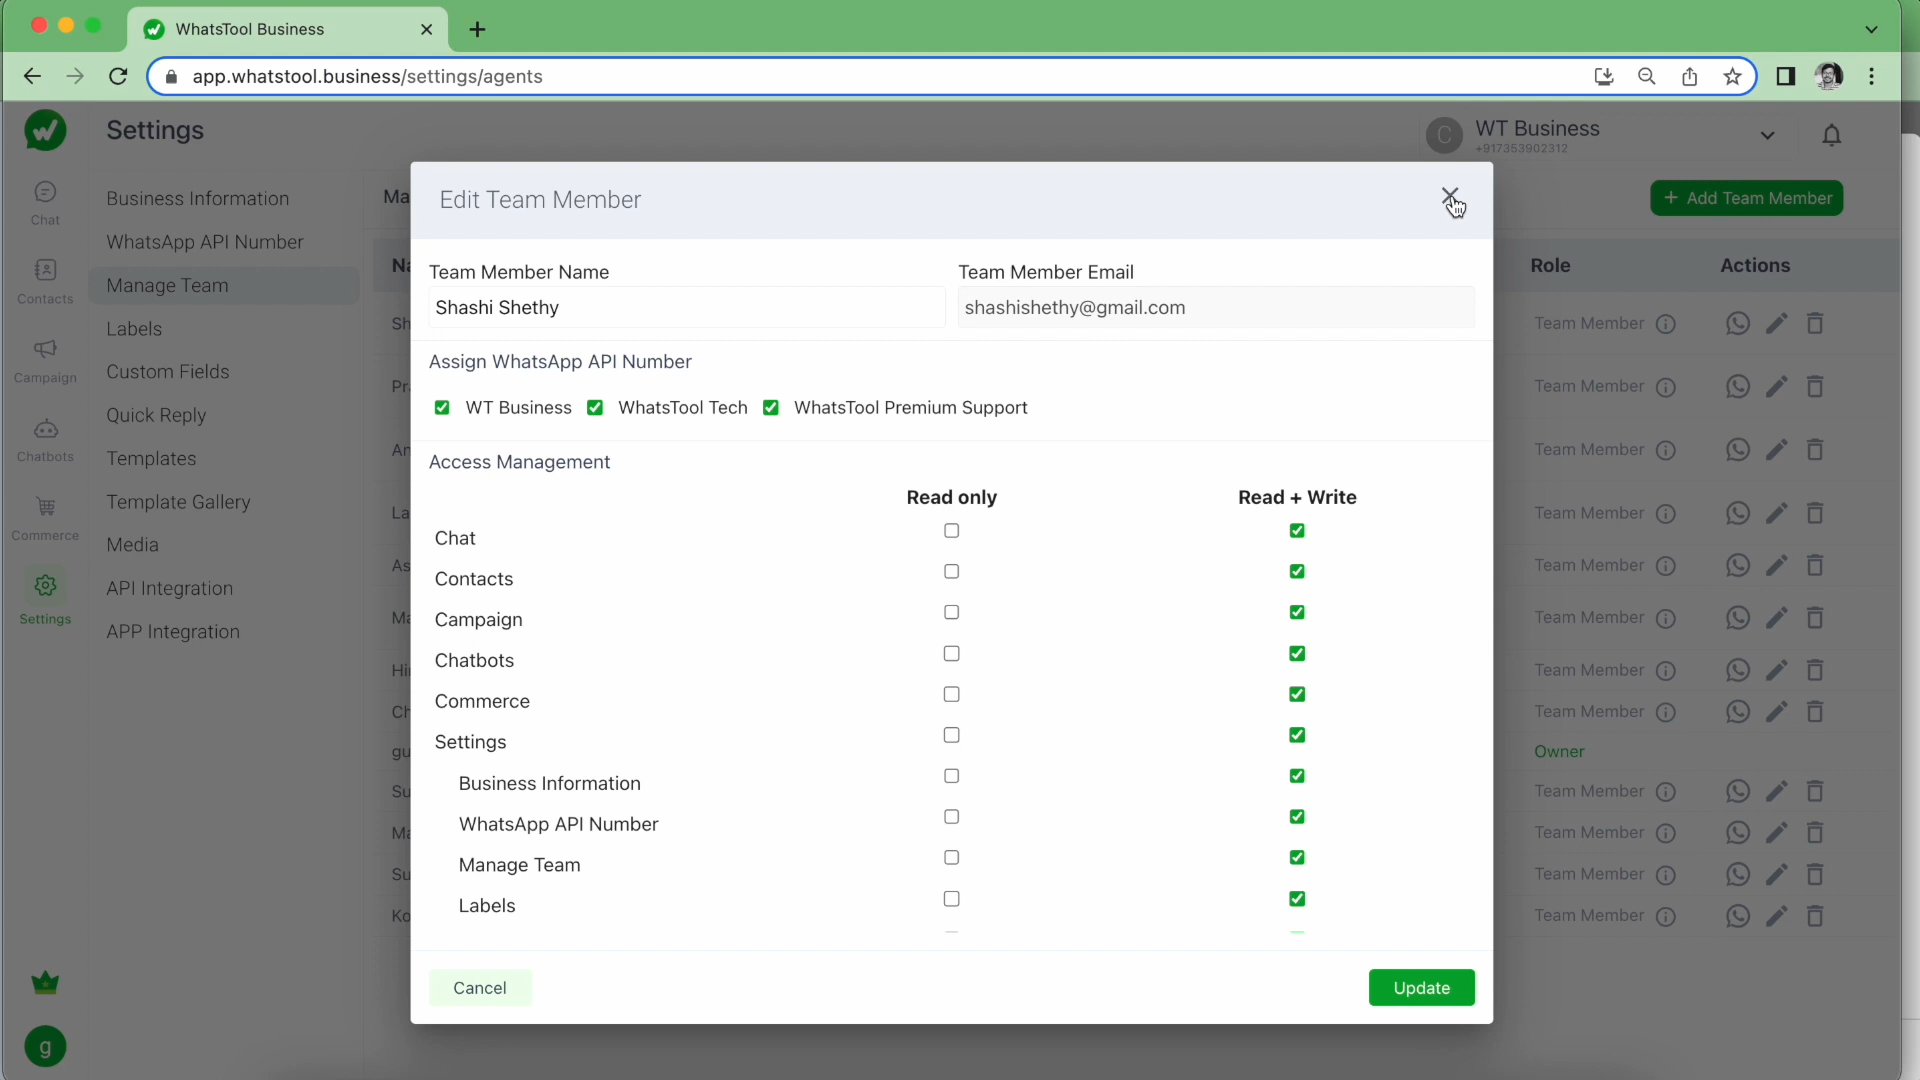 WhatsTool Business
app.whatstool.business/settings/agents
Settings
WT Business
+917353902312
Chat
Contacts
Campaign
Chatbots
Commerce
Settings
Business Information
WhatsApp API Number
Manage Team
Labels
Custom Fields
Quick Reply
Templates
Template Gallery
Media
API Integration
APP Integration
g
C
Ma
+ Add Team Member
Na
Role
Actions
Sh
Team Member
Pr
Team Member
An
Team Member
La
Team Member
As
Team Member
Ma
Team Member
Hi
Team Member
Ch
Team Member
gu
Owner
Su
Team Member
Ma
Team Member
Su
Team Member
Ko
Team Member
Edit Team Member
Team Member Name
Team Member Email
Shashi Shethy
shashishethy@gmail.com
Assign WhatsApp API Number
WT Business
WhatsTool Tech
WhatsTool Premium Support
Access Management
Read only
Read + Write
Chat
Contacts
Campaign
Chatbots
Commerce
Settings
Business Information
WhatsApp API Number
Manage Team
Labels
Cancel
Update